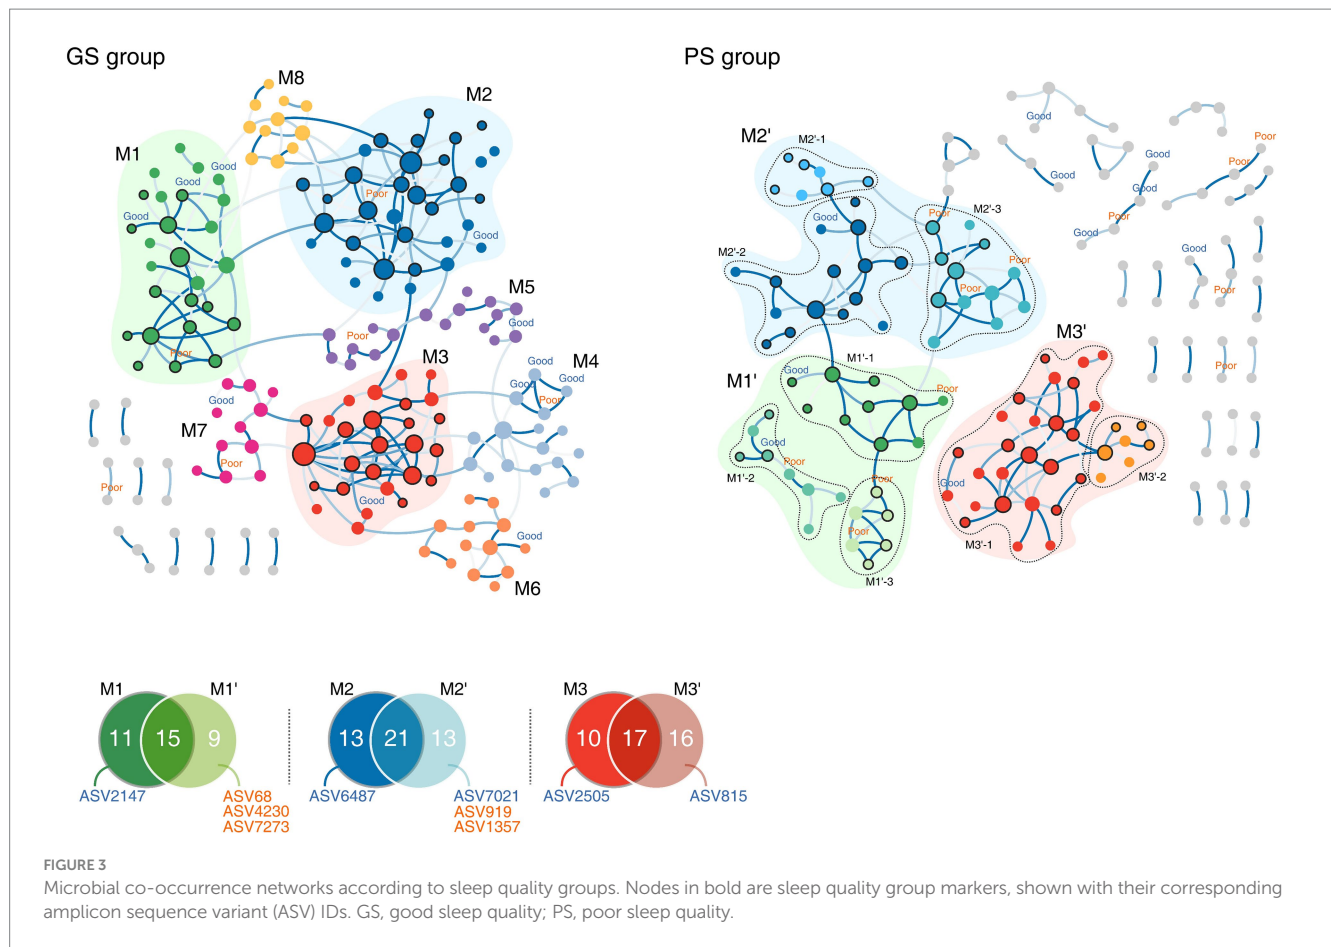 GS group
PS group
M8
M2
M1
Good
Good
Good
Poor
Good
Poor
M5
Poor
Good
M3
M4
Good
Good
Poor
Good
M7
Poor
Good
Good
M6
Poor
M2'
M2'-1
Good
M2'-2
Poor
M2'-3
Poor
Poor
Good
Poor
Good
Poor
Good
Poor
Good
Good
Poor
Poor
M1'
M1'-1
Good
Poor
Good
Poor
M1'-2
Poor
Poor
M1'-3
M3'
Good
M3'-2
M3'-1
M1
M1'
11
15
9
ASV2147
ASV68
ASV4230
ASV7273
M2
M2'
13
21
13
ASV6487
ASV7021
ASV919
ASV1357
M3
M3'
10
17
16
ASV2505
ASV815
FIGURE 3
Microbial co-occurrence networks according to sleep quality groups. Nodes in bold are sleep quality group markers, shown with their corresponding
amplicon sequence variant (ASV) IDs. GS, good sleep quality; PS, poor sleep quality.